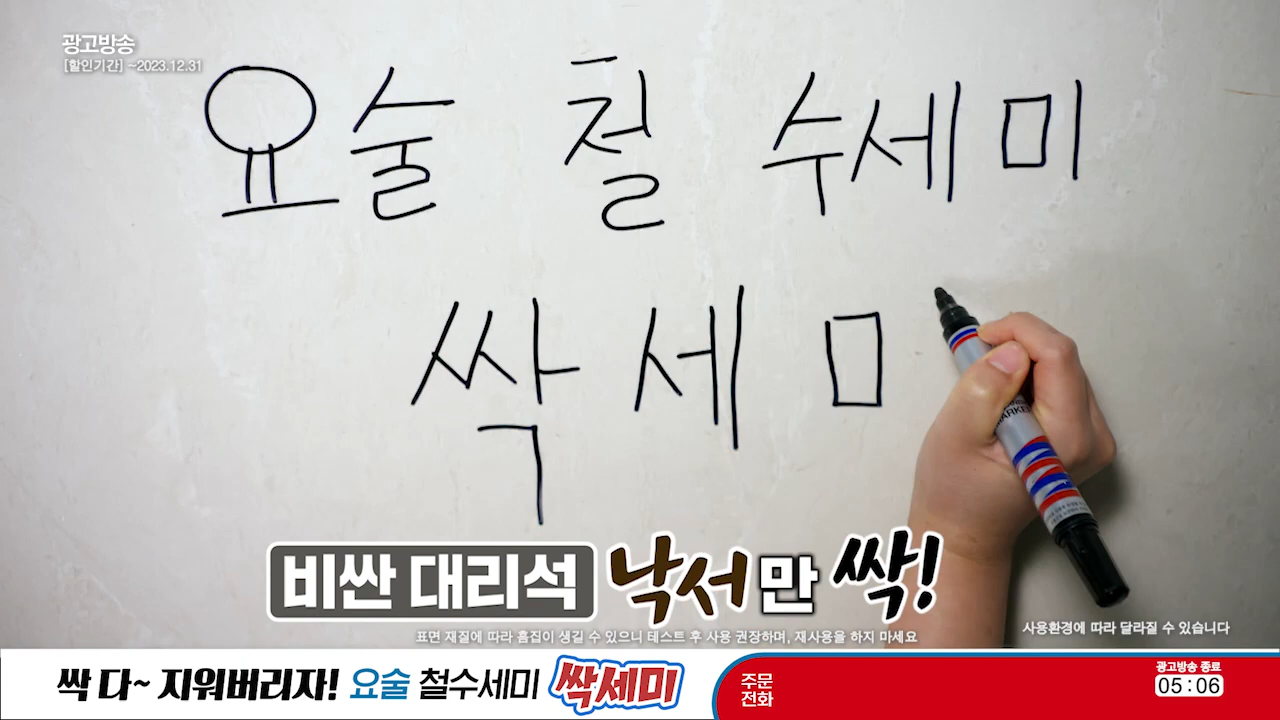 광고방송
[할인기간] ~2023.12.31
요술 철 수세미
싹세ㅁ
비싼 대리석 낙서만 싹!
표면 재질에 따라 흠집이 생길 수 있으니 테스트 후 사용 권장하며, 재사용을 하지 마세요
사용환경에 따라 달라질 수 있습니다
싹 다~ 지워버리자! 요술 철수세미 싹세미
주문
전화
광고방송 종료
05:06